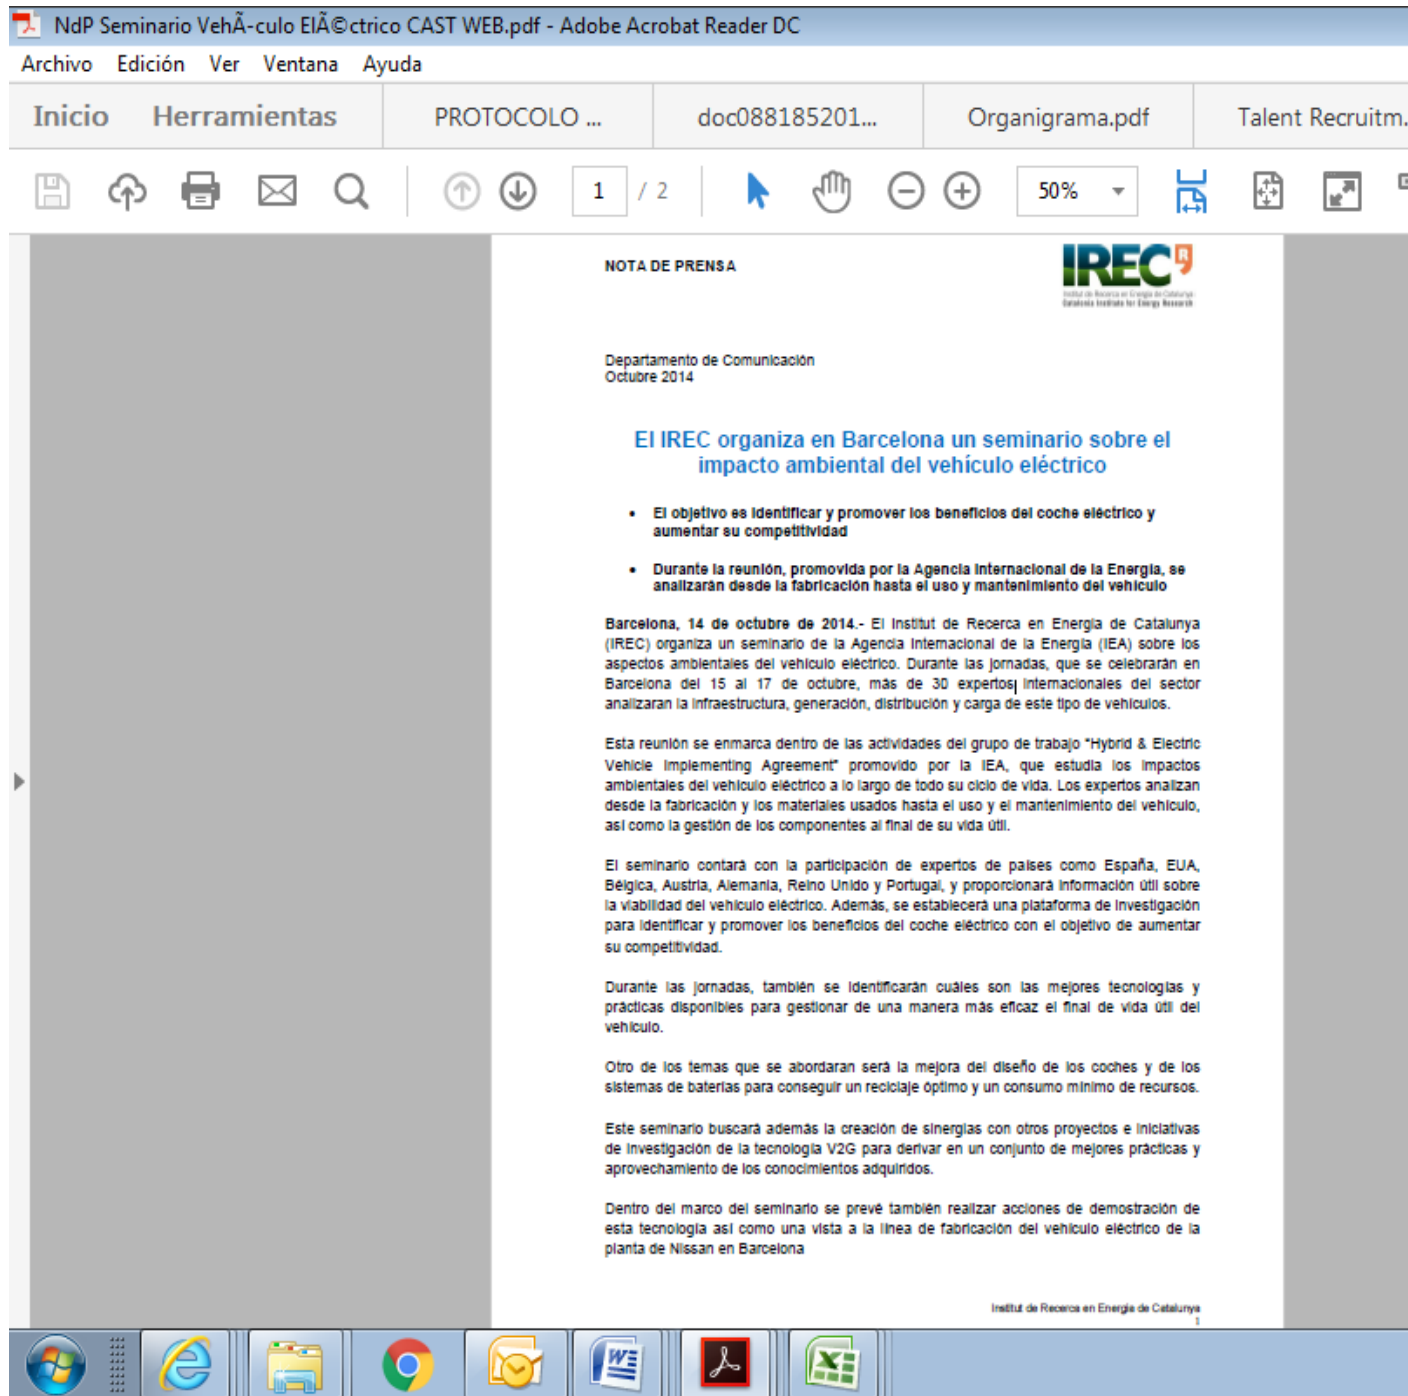 NdP Seminario VehÃ-culo ElÃ©ctrico CAST WEB.pdf - Adobe Acrobat Reader DC
Archivo Edición Ver Ventana Ayuda
Inicio Herramientas PROTOCOLO ... doc088185201... Organigrama.pdf Talent Recruitm.
1 / 2 50%
NOTA DE PRENSA
IREC R
Institut de Recerca en Energia de Catalunya
Catalonia Institute for Energy Research
Departamento de Comunicación
Octubre 2014
El IREC organiza en Barcelona un seminario sobre el
impacto ambiental del vehículo eléctrico
• El objetivo es identificar y promover los beneficios del coche eléctrico y
aumentar su competitividad
• Durante la reunión, promovida por la Agencia Internacional de la Energía, se
analizarán desde la fabricación hasta el uso y mantenimiento del vehículo
Barcelona, 14 de octubre de 2014.- El Institut de Recerca en Energia de Catalunya
(IREC) organiza un seminario de la Agencia Internacional de la Energía (IEA) sobre los
aspectos ambientales del vehículo eléctrico. Durante las jornadas, que se celebrarán en
Barcelona del 15 al 17 de octubre, más de 30 expertos internacionales del sector
analizaran la infraestructura, generación, distribución y carga de este tipo de vehículos.
Esta reunión se enmarca dentro de las actividades del grupo de trabajo "Hybrid & Electric
Vehicle Implementing Agreement" promovido por la IEA, que estudia los impactos
ambientales del vehículo eléctrico a lo largo de todo su ciclo de vida. Los expertos analizan
desde la fabricación y los materiales usados hasta el uso y el mantenimiento del vehículo,
así como la gestión de los componentes al final de su vida útil.
El seminario contará con la participación de expertos de países como España, EUA,
Bélgica, Austria, Alemania, Reino Unido y Portugal, y proporcionará información útil sobre
la viabilidad del vehículo eléctrico. Además, se establecerá una plataforma de investigación
para identificar y promover los beneficios del coche eléctrico con el objetivo de aumentar
su competitividad.
Durante las jornadas, también se identificarán cuáles son las mejores tecnologías y
prácticas disponibles para gestionar de una manera más eficaz el final de vida útil del
vehículo.
Otro de los temas que se abordaran será la mejora del diseño de los coches y de los
sistemas de baterías para conseguir un reciclaje óptimo y un consumo mínimo de recursos.
Este seminario buscará además la creación de sinergias con otros proyectos e iniciativas
de investigación de la tecnología V2G para derivar en un conjunto de mejores prácticas y
aprovechamiento de los conocimientos adquiridos.
Dentro del marco del seminario se prevé también realizar acciones de demostración de
esta tecnología así como una vista a la línea de fabricación del vehículo eléctrico de la
planta de Nissan en Barcelona
Institut de Recerca en Energia de Catalunya
1